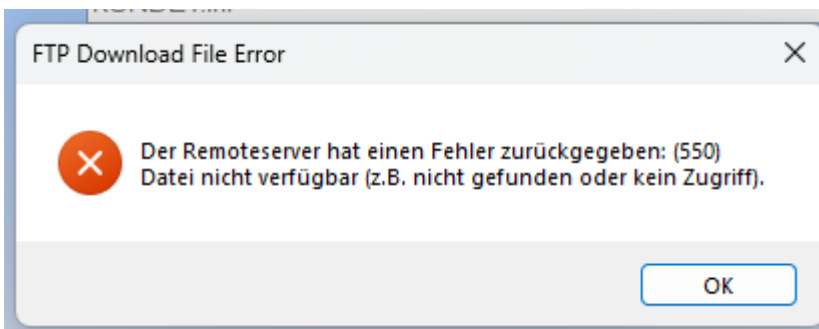 FTP Download File Error
Der Remoteserver hat einen Fehler zurückgegeben: (550)
Datei nicht verfügbar (z.B. nicht gefunden oder kein Zugriff).
OK